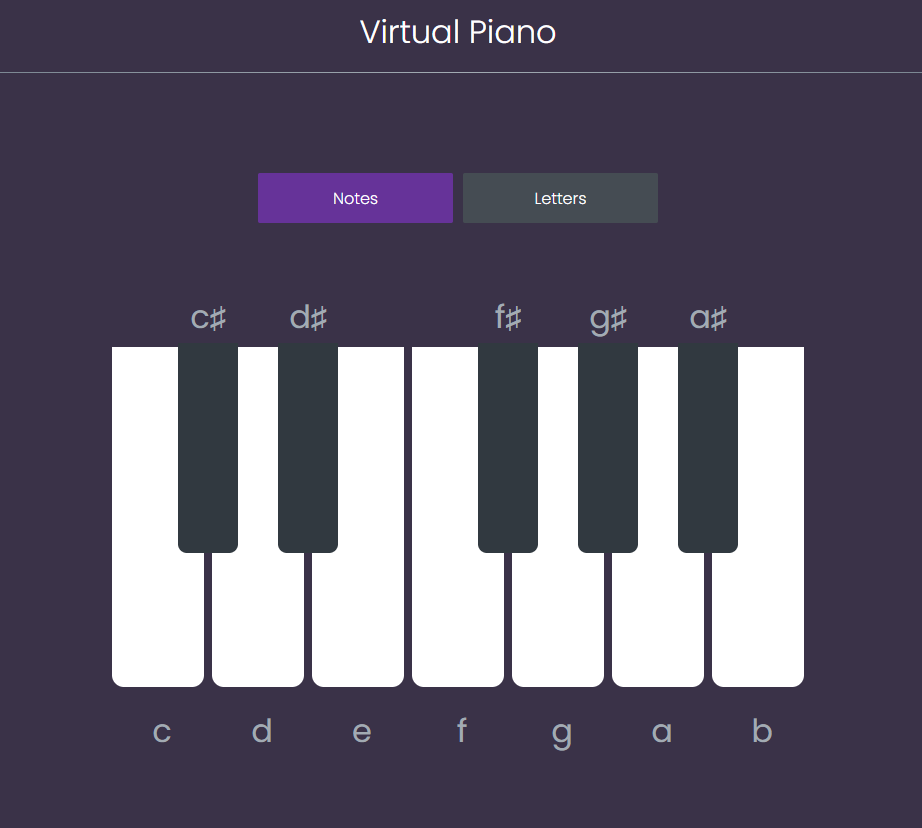 Virtual Piano
Notes Letters
c♯ d♯ f♯ g♯ a♯
c d e f g a b